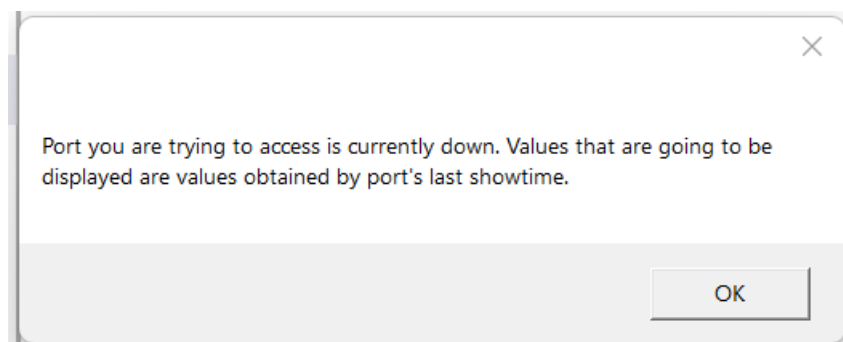 Port you are trying to access is currently down. Values that are going to be
displayed are values obtained by port's last showtime.
OK